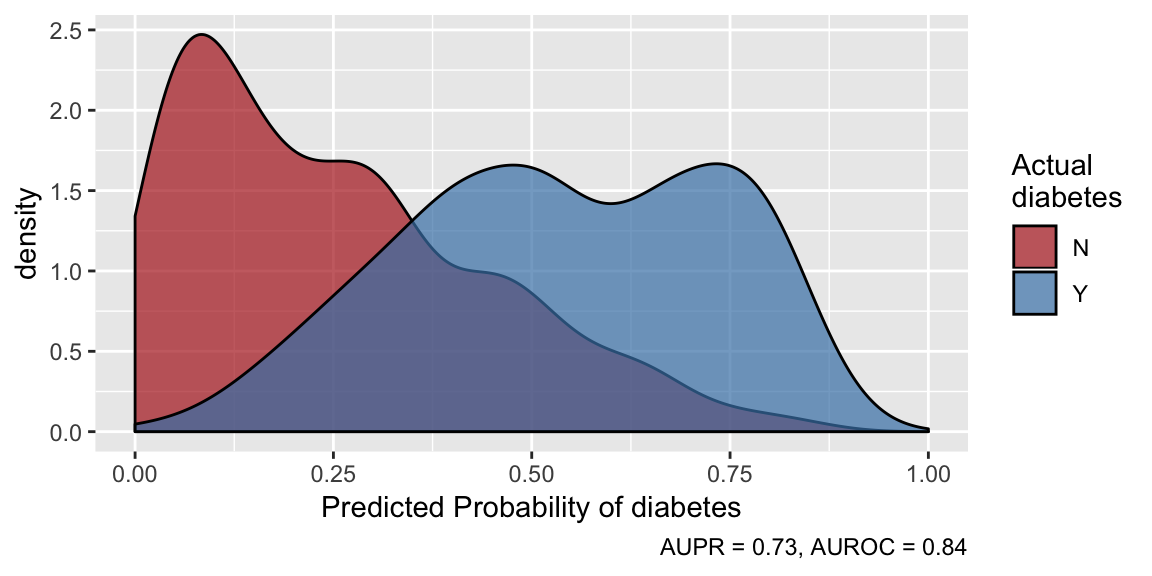 2.5
2.0
1.5
1.0
0.5
0.0
density
0.00 0.25 0.50 0.75 1.00
Predicted Probability of diabetes
AUPR = 0.73, AUROC = 0.84
Actual
diabetes
N
Y